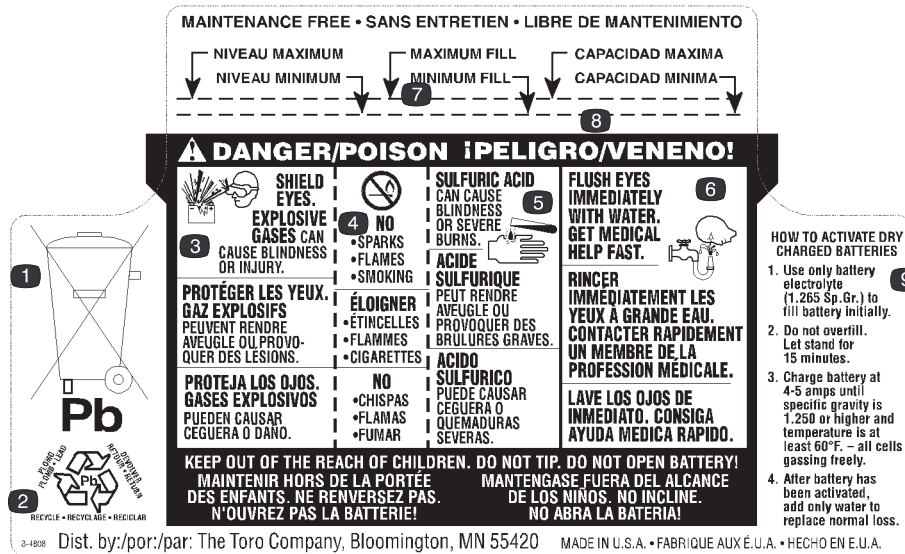 MAINTENANCE FREE • SANS ENTRETIEN • LIBRE DE MANTENIMIENTO
NIVEAU MAXIMUM
MAXIMUM FILL
CAPACIDAD MAXIMA
NIVEAU MINIMUM
MINIMUM FILL
CAPACIDAD MINIMA
7
8
DANGER/POISON ¡PELIGRO/VENENO!
SHIELD
EYES.
EXPLOSIVE
GASES CAN
CAUSE BLINDNESS
OR INJURY.
3
PROTÉGER LES YEUX.
GAZ EXPLOSIFS
PEUVENT RENDRE
AVEUGLE OU PROVO-
QUER DES LÉSIONS.
PROTEJA LOS OJOS.
GASES EXPLOSIVOS
PUEDEN CAUSAR
CEGUERA O DAÑO.
4
NO
•SPARKS
•FLAMES
•SMOKING
ÉLOIGNER
•ÉTINCELLES
•FLAMMES
•CIGARETTES
NO
•CHISPAS
•FLAMAS
•FUMAR
SULFURIC ACID
CAN CAUSE
BLINDNESS
OR SEVERE
BURNS.
5
ACIDE
SULFURIQUE
PEUT RENDRE
AVEUGLE OU
PROVOQUER DES
BRULURES GRAVES.
ACIDO
SULFURICO
PUEDE CAUSAR
CEGUERA O
QUEMADURAS
SEVERAS.
FLUSH EYES
IMMEDIATELY
WITH WATER.
GET MEDICAL
HELP FAST.
6
RINCER
IMMÉDIATEMENT LES
YEUX À GRANDE EAU.
CONTACTER RAPIDEMENT
UN MEMBRE DE LA
PROFESSION MÉDICALE.
LAVE LOS OJOS DE
INMEDIATO. CONSIGA
AYUDA MEDICA RAPIDO.
KEEP OUT OF THE REACH OF CHILDREN. DO NOT TIP. DO NOT OPEN BATTERY!
MAINTENIR HORS DE LA PORTÉE
DES ENFANTS. NE RENVERSEZ PAS.
N'OUVREZ PAS LA BATTERIE!
MANTENGASE FUERA DEL ALCANCE
DE LOS NIÑOS. NO INCLINE.
NO ABRA LA BATERIA!
1
Pb
2
PLOMO
PLOMB • LEAD
DEVOLVER
RETOUR • RETURN
Pb
RECYCLE • RECYCLAGE • RECICLAR
HOW TO ACTIVATE DRY
CHARGED BATTERIES
9
1. Use only battery
electrolyte
(1.265 Sp.Gr.) to
fill battery initially.
2. Do not overfill.
Let stand for
15 minutes.
3. Charge battery at
4-5 amps until
specific gravity is
1.250 or higher and
temperature is at
least 60°F. – all cells
gassing freely.
4. After battery has
been activated,
add only water to
replace normal loss.
3-4808 Dist. by:/por:/par: The Toro Company, Bloomington, MN 55420 MADE IN U.S.A. • FABRIQUE AUX É.U.A. • HECHO EN E.U.A.